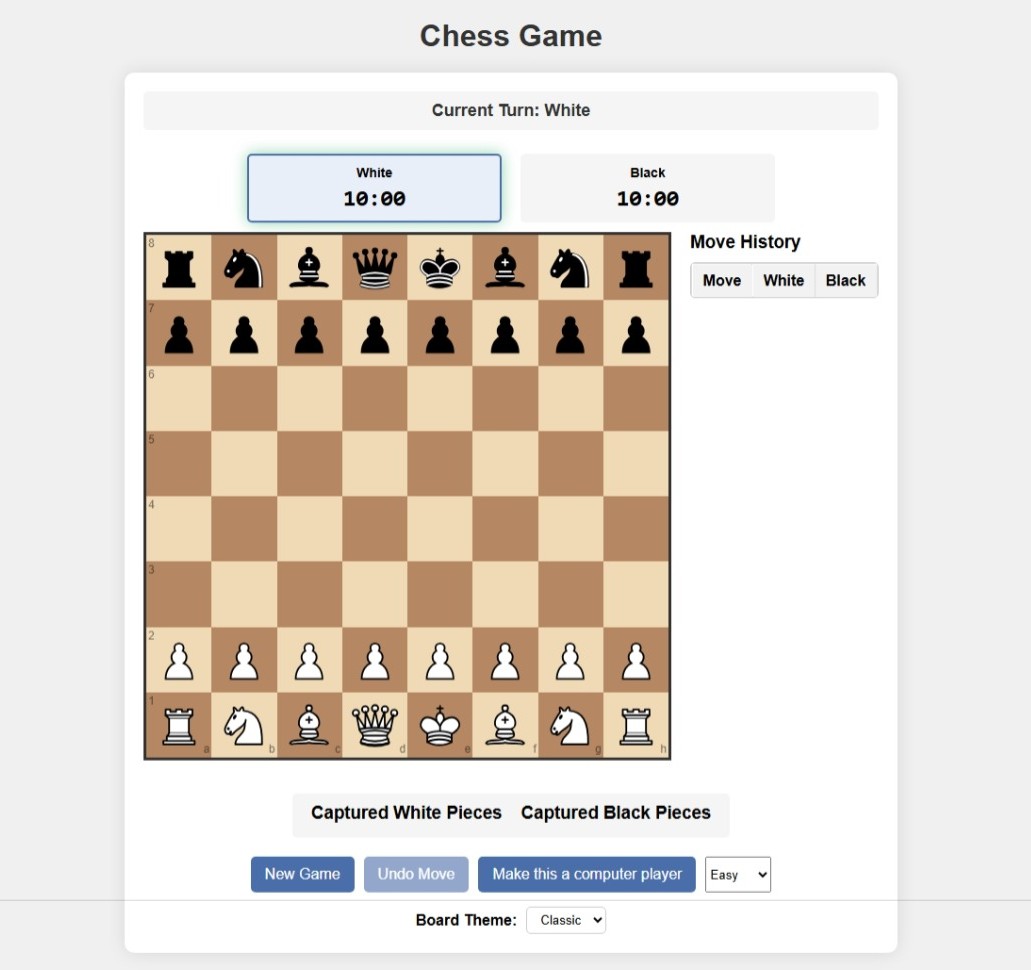 Chess Game
Current Turn: White
White
10:00
Black
10:00
8
7
6
5
4
3
2
1
a b c d e f g h
Move History
Move White Black
Captured White Pieces Captured Black Pieces
New Game Undo Move Make this a computer player Easy
Board Theme: Classic